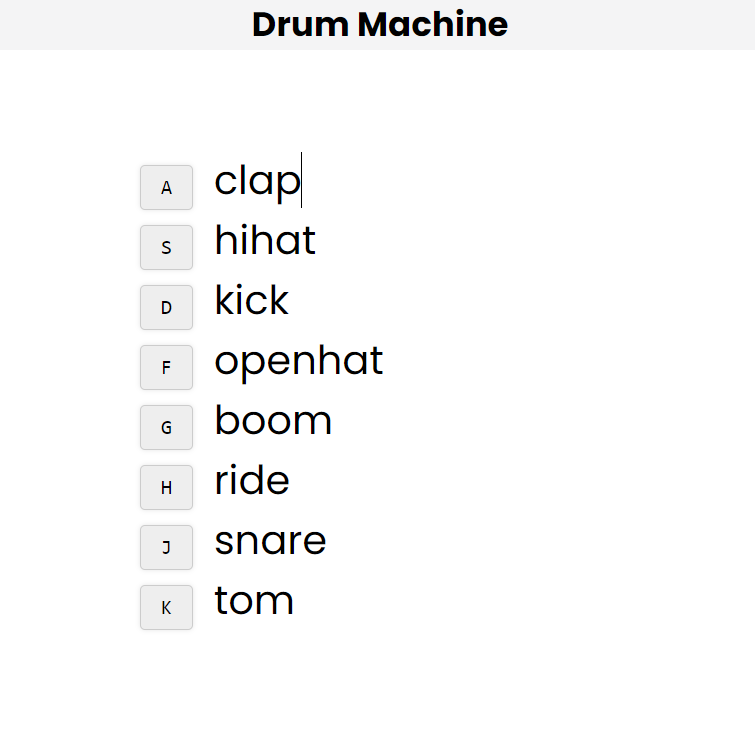 Drum Machine
A clap
S hihat
D kick
F openhat
G boom
H ride
J snare
K tom